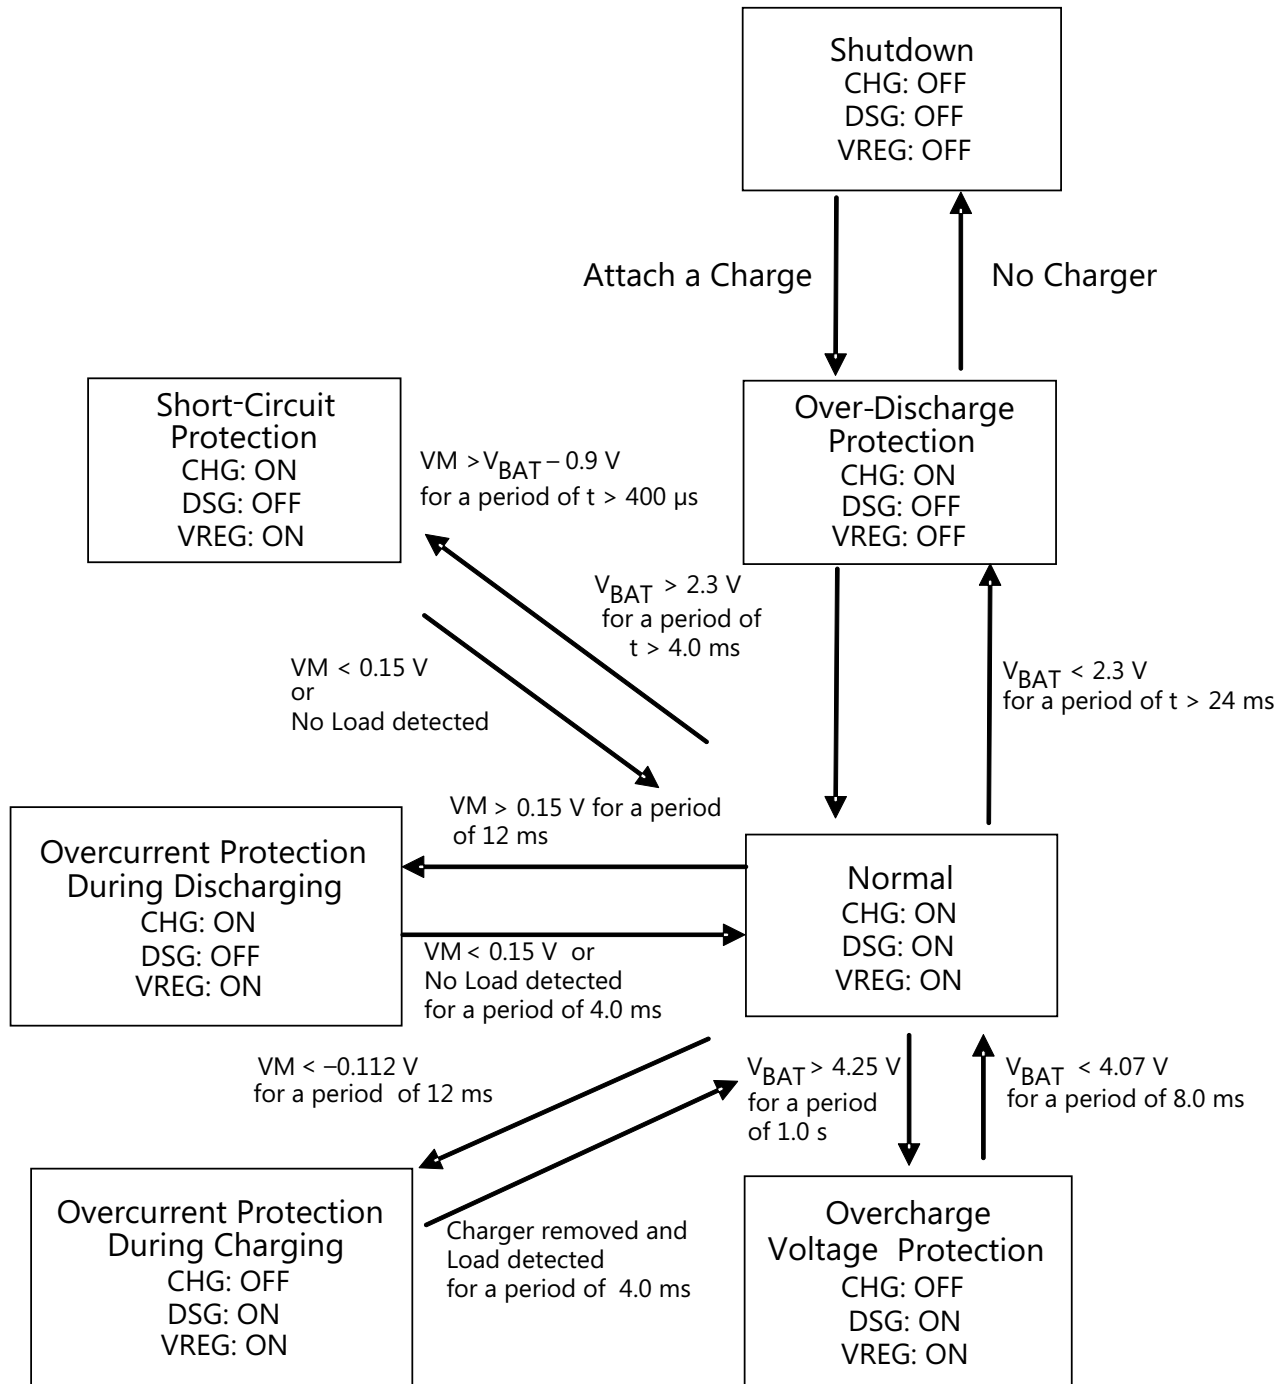 Shutdown
CHG: OFF
DSG: OFF
VREG: OFF
Attach a Charge
No Charger
Short-Circuit
Protection
CHG: ON
DSG: OFF
VREG: ON
VM > VBAT – 0.9 V
for a period of t > 400 µs
Over-Discharge
Protection
CHG: ON
DSG: OFF
VREG: OFF
VBAT > 2.3 V
for a period of
t > 4.0 ms
VM < 0.15 V
or
No Load detected
VBAT < 2.3 V
for a period of t > 24 ms
VM > 0.15 V for a period
of 12 ms
Overcurrent Protection
During Discharging
CHG: ON
DSG: OFF
VREG: ON
Normal
CHG: ON
DSG: ON
VREG: ON
VM < 0.15 V or
No Load detected
for a period of 4.0 ms
VM < –0.112 V
for a period of 12 ms
VBAT > 4.25 V
for a period
of 1.0 s
VBAT < 4.07 V
for a period of 8.0 ms
Overcurrent Protection
During Charging
CHG: OFF
DSG: ON
VREG: ON
Charger removed and
Load detected
for a period of 4.0 ms
Overcharge
Voltage Protection
CHG: OFF
DSG: ON
VREG: ON